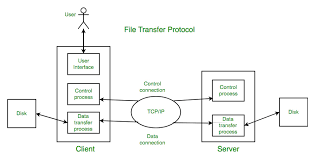 User
File Transfer Protocol
User
Interface
Control
process
Data
transfer
process
Disk
Client
Control
connection
TCP/IP
Data
connection
Control
process
Data
transfer
process
Disk
Server